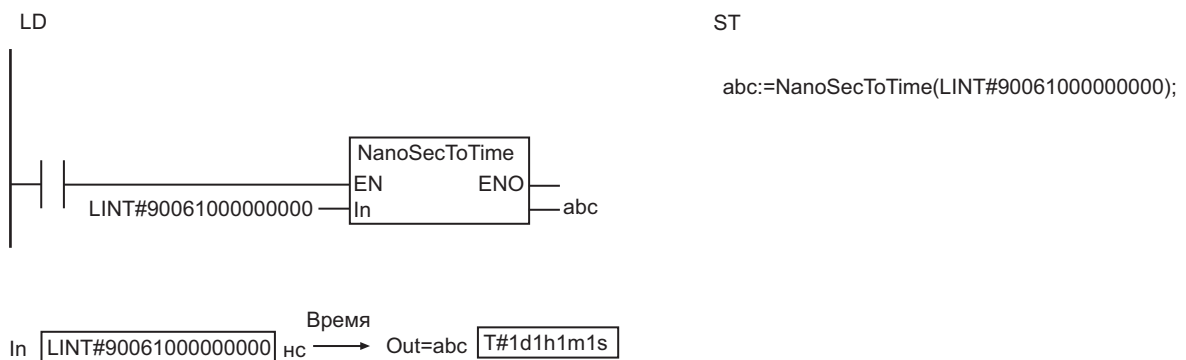 LD
ST
abc:=NanoSecToTime(LINT#90061000000000);
NanoSecToTime
EN ENO
LINT#90061000000000 In abc
Время
In LINT#90061000000000 нс Out=abc T#1d1h1m1s